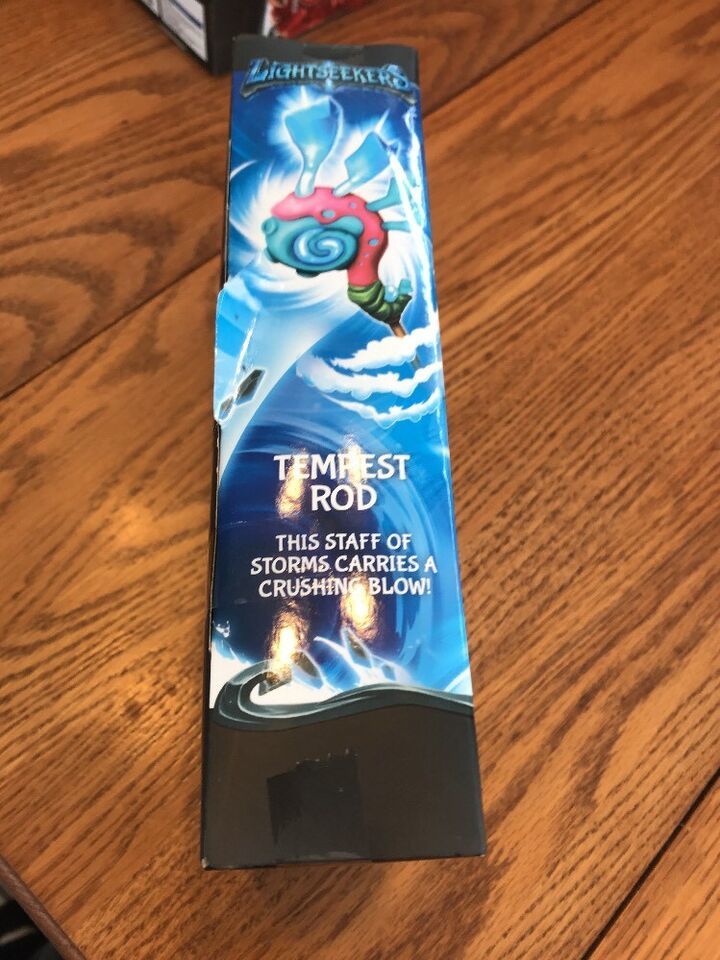 LIGHTSEEKERS
TEMPEST
ROD
THIS STAFF OF
STORMS CARRIES A
CRUSHING BLOW!